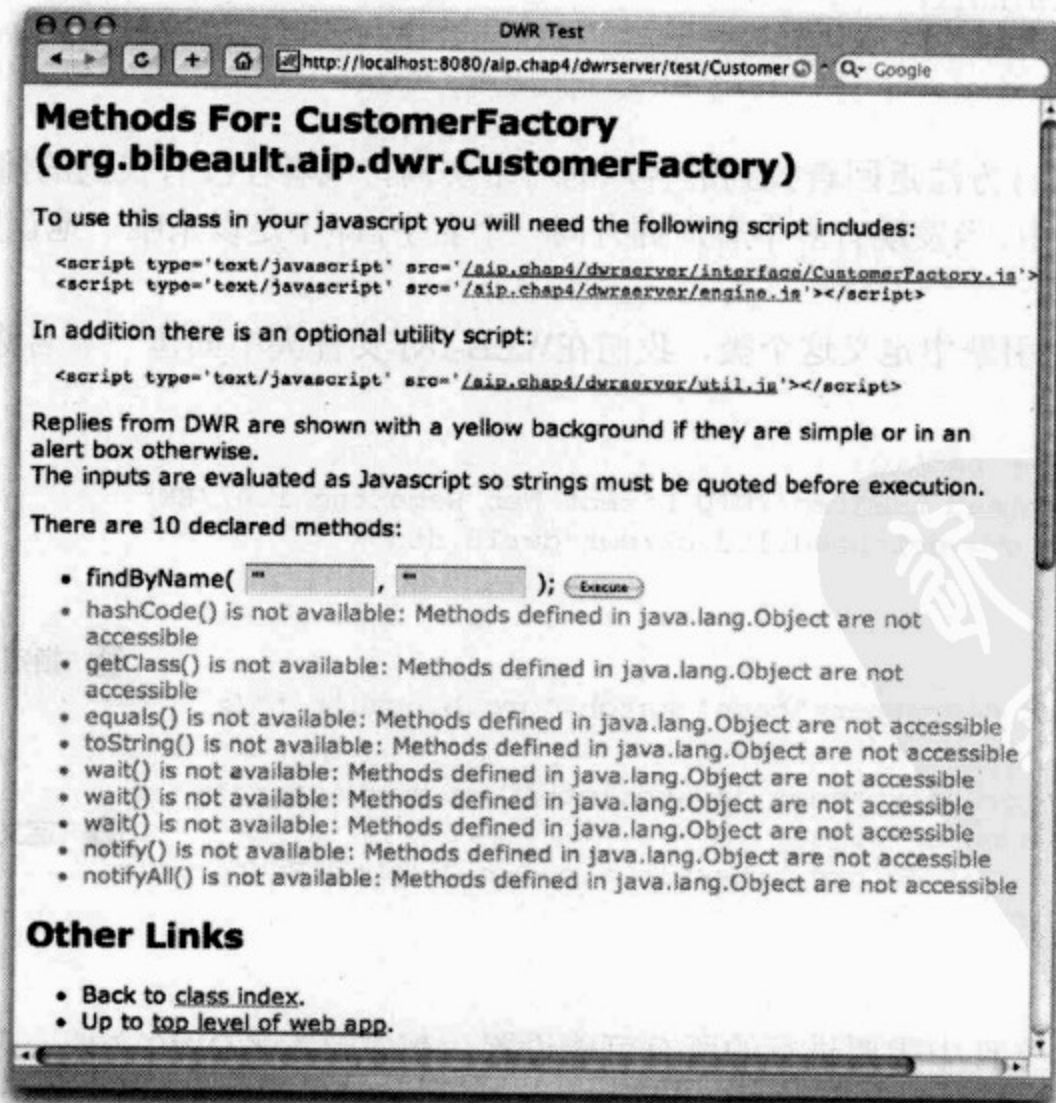 DWR Test
http://localhost:8080/aip.chap4/dwrserver/test/Customer
Google
Methods For: CustomerFactory
(org.bibeault.aip.dwr.CustomerFactory)
To use this class in your javascript you will need the following script includes:
<script type='text/javascript' src='/aip.chap4/dwrserver/interface/CustomerFactory.js'>
<script type='text/javascript' src='/aip.chap4/dwrserver/engine.js'></script>
In addition there is an optional utility script:
<script type='text/javascript' src='/aip.chap4/dwrserver/util.js'></script>
Replies from DWR are shown with a yellow background if they are simple or in an
alert box otherwise.
The inputs are evaluated as Javascript so strings must be quoted before execution.
There are 10 declared methods:
• findByName( "" , "" ); Execute
• hashCode() is not available: Methods defined in java.lang.Object are not
accessible
• getClass() is not available: Methods defined in java.lang.Object are not
accessible
• equals() is not available: Methods defined in java.lang.Object are not accessible
• toString() is not available: Methods defined in java.lang.Object are not accessible
• wait() is not available: Methods defined in java.lang.Object are not accessible
• wait() is not available: Methods defined in java.lang.Object are not accessible
• wait() is not available: Methods defined in java.lang.Object are not accessible
• notify() is not available: Methods defined in java.lang.Object are not accessible
• notifyAll() is not available: Methods defined in java.lang.Object are not accessible
Other Links
• Back to class index.
• Up to top level of web app.